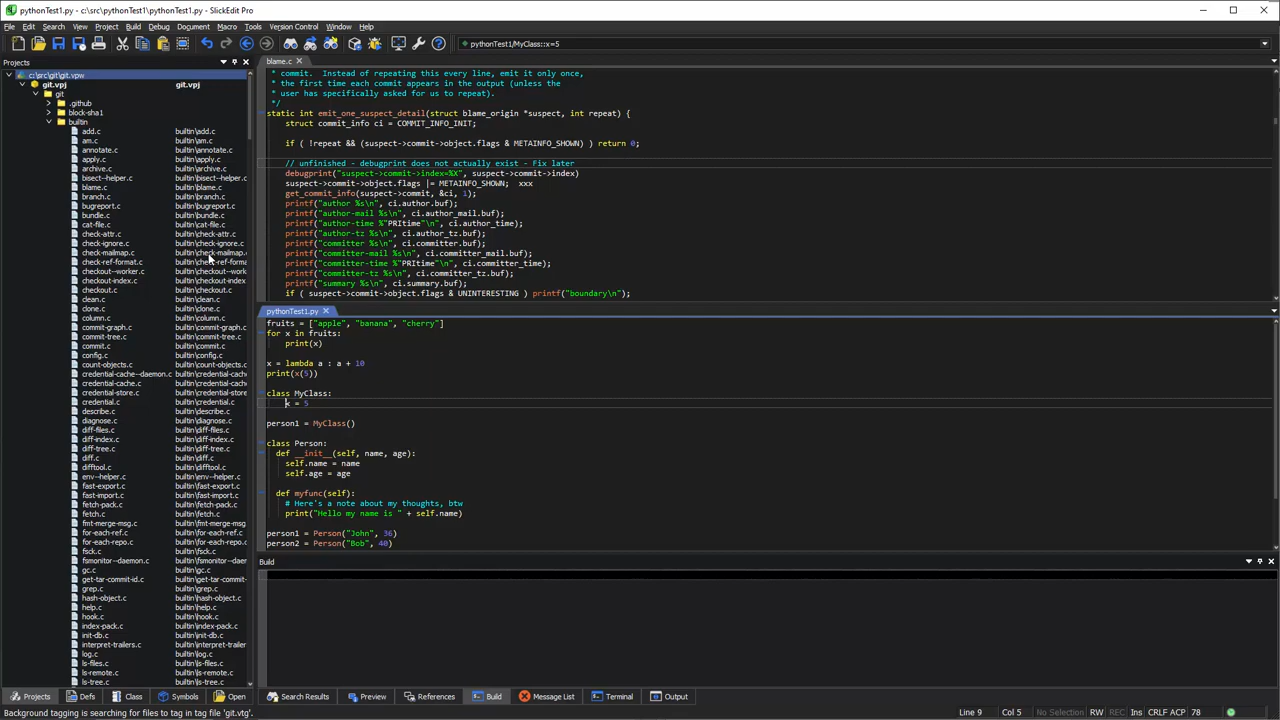 pythonTest1.py - c:\src\git\pythonTest1.py - SlickEdit Pro
File Edit Search View Project Build Debug Document Macro Tools Version Control Window Help
pythonTest1/MyClass::x=5
Projects
c:\src\git\git.vpw
git.vpj git.vpj
git
.github
block-sha1
builtin
add.c builtin\add.c
am.c builtin\am.c
annotate.c builtin\annotate.c
apply.c builtin\apply.c
archive.c builtin\archive.c
bisect--helper.c builtin\bisect--helper.c
blame.c builtin\blame.c
branch.c builtin\branch.c
bugreport.c builtin\bugreport.c
bundle.c builtin\bundle.c
cat-file.c builtin\cat-file.c
check-attr.c builtin\check-attr.c
check-ignore.c builtin\check-ignore.c
check-mailmap.c builtin\check-mailmap.
check-ref-format.c builtin\check-ref-forma
checkout--worker.c builtin\checkout--work
checkout-index.c builtin\checkout-index
checkout.c builtin\checkout.c
clean.c builtin\clean.c
clone.c builtin\clone.c
column.c builtin\column.c
commit-graph.c builtin\commit-graph.c
commit-tree.c builtin\commit-tree.c
commit.c builtin\commit.c
config.c builtin\config.c
count-objects.c builtin\count-objects.c
credential-cache--daemon.c builtin\credential-cach
credential-cache.c builtin\credential-cach
credential-store.c builtin\credential-store
credential.c builtin\credential.c
describe.c builtin\describe.c
diagnose.c builtin\diagnose.c
diff-files.c builtin\diff-files.c
diff-index.c builtin\diff-index.c
diff-tree.c builtin\diff-tree.c
diff.c builtin\diff.c
difftool.c builtin\difftool.c
env--helper.c builtin\env--helper.c
fast-export.c builtin\fast-export.c
fast-import.c builtin\fast-import.c
fetch-pack.c builtin\fetch-pack.c
fetch.c builtin\fetch.c
fmt-merge-msg.c builtin\fmt-merge-msg
for-each-ref.c builtin\for-each-ref.c
for-each-repo.c builtin\for-each-repo.c
fsck.c builtin\fsck.c
fsmonitor--daemon.c builtin\fsmonitor--daem
gc.c builtin\gc.c
get-tar-commit-id.c builtin\get-tar-commit
grep.c builtin\grep.c
hash-object.c builtin\hash-object.c
help.c builtin\help.c
hook.c builtin\hook.c
index-pack.c builtin\index-pack.c
init-db.c builtin\init-db.c
interpret-trailers.c builtin\interpret-trailer
log.c builtin\log.c
ls-files.c builtin\ls-files.c
ls-remote.c builtin\ls-remote.c
ls-tree.c builtin\ls-tree.c
Projects Defs Class Symbols Open
blame.c
* commit.  Instead of repeating this every line, emit it only once,
* the first time each commit appears in the output (unless the
* user has specifically asked for us to repeat).
*/
static int emit_one_suspect_detail(struct blame_origin *suspect, int repeat) {
struct commit_info ci = COMMIT_INFO_INIT;
if ( !repeat && (suspect->commit->object.flags & METAINFO_SHOWN) ) return 0;
// unfinished - debugprint does not actually exist - Fix later
debugprint("suspect->commit->index=%X", suspect->commit->index)
suspect->commit->object.flags |= METAINFO_SHOWN;  xxx
get_commit_info(suspect->commit, &ci, 1);
printf("author %s\n", ci.author.buf);
printf("author-mail %s\n", ci.author_mail.buf);
printf("author-time %"PRItime"\n", ci.author_time);
printf("author-tz %s\n", ci.author_tz.buf);
printf("committer %s\n", ci.committer.buf);
printf("committer-mail %s\n", ci.committer_mail.buf);
printf("committer-time %"PRItime"\n", ci.committer_time);
printf("committer-tz %s\n", ci.committer_tz.buf);
printf("summary %s\n", ci.summary.buf);
if ( suspect->commit->object.flags & UNINTERESTING ) printf("boundary\n");
pythonTest1.py
fruits = ["apple", "banana", "cherry"]
for x in fruits:
print(x)
x = lambda a : a + 10
print(x(5))
class MyClass:
x = 5
person1 = MyClass()
class Person:
def __init__(self, name, age):
self.name = name
self.age = age
def myfunc(self):
# Here's a note about my thoughts, btw
print("Hello my name is " + self.name)
person1 = Person("John", 36)
person2 = Person("Bob", 40)
Build
Search Results Preview References Build Message List Terminal Output
Background tagging is searching for files to tag in tag file 'git.vtg'. Line 9 Col 5 No Selection RW REC Ins CRLF ACP 78